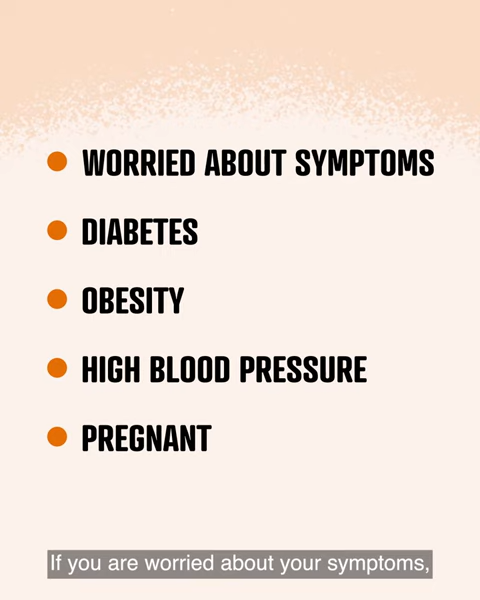 WORRIED ABOUT SYMPTOMS
DIABETES
OBESITY
HIGH BLOOD PRESSURE
PREGNANT
If you are worried about your symptoms,